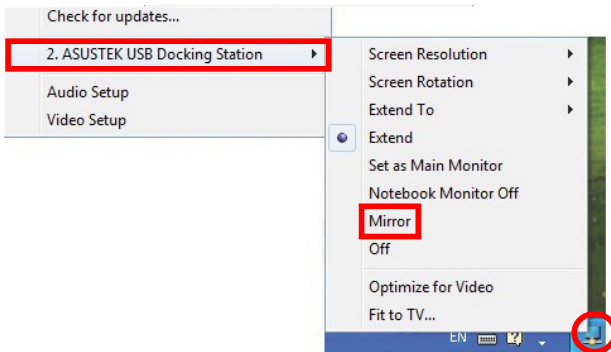 Check for updates...
2. ASUSTEK USB Docking Station
Audio Setup
Video Setup
Screen Resolution
Screen Rotation
Extend To
Extend
Set as Main Monitor
Notebook Monitor Off
Mirror
Off
Optimize for Video
Fit to TV...
EN